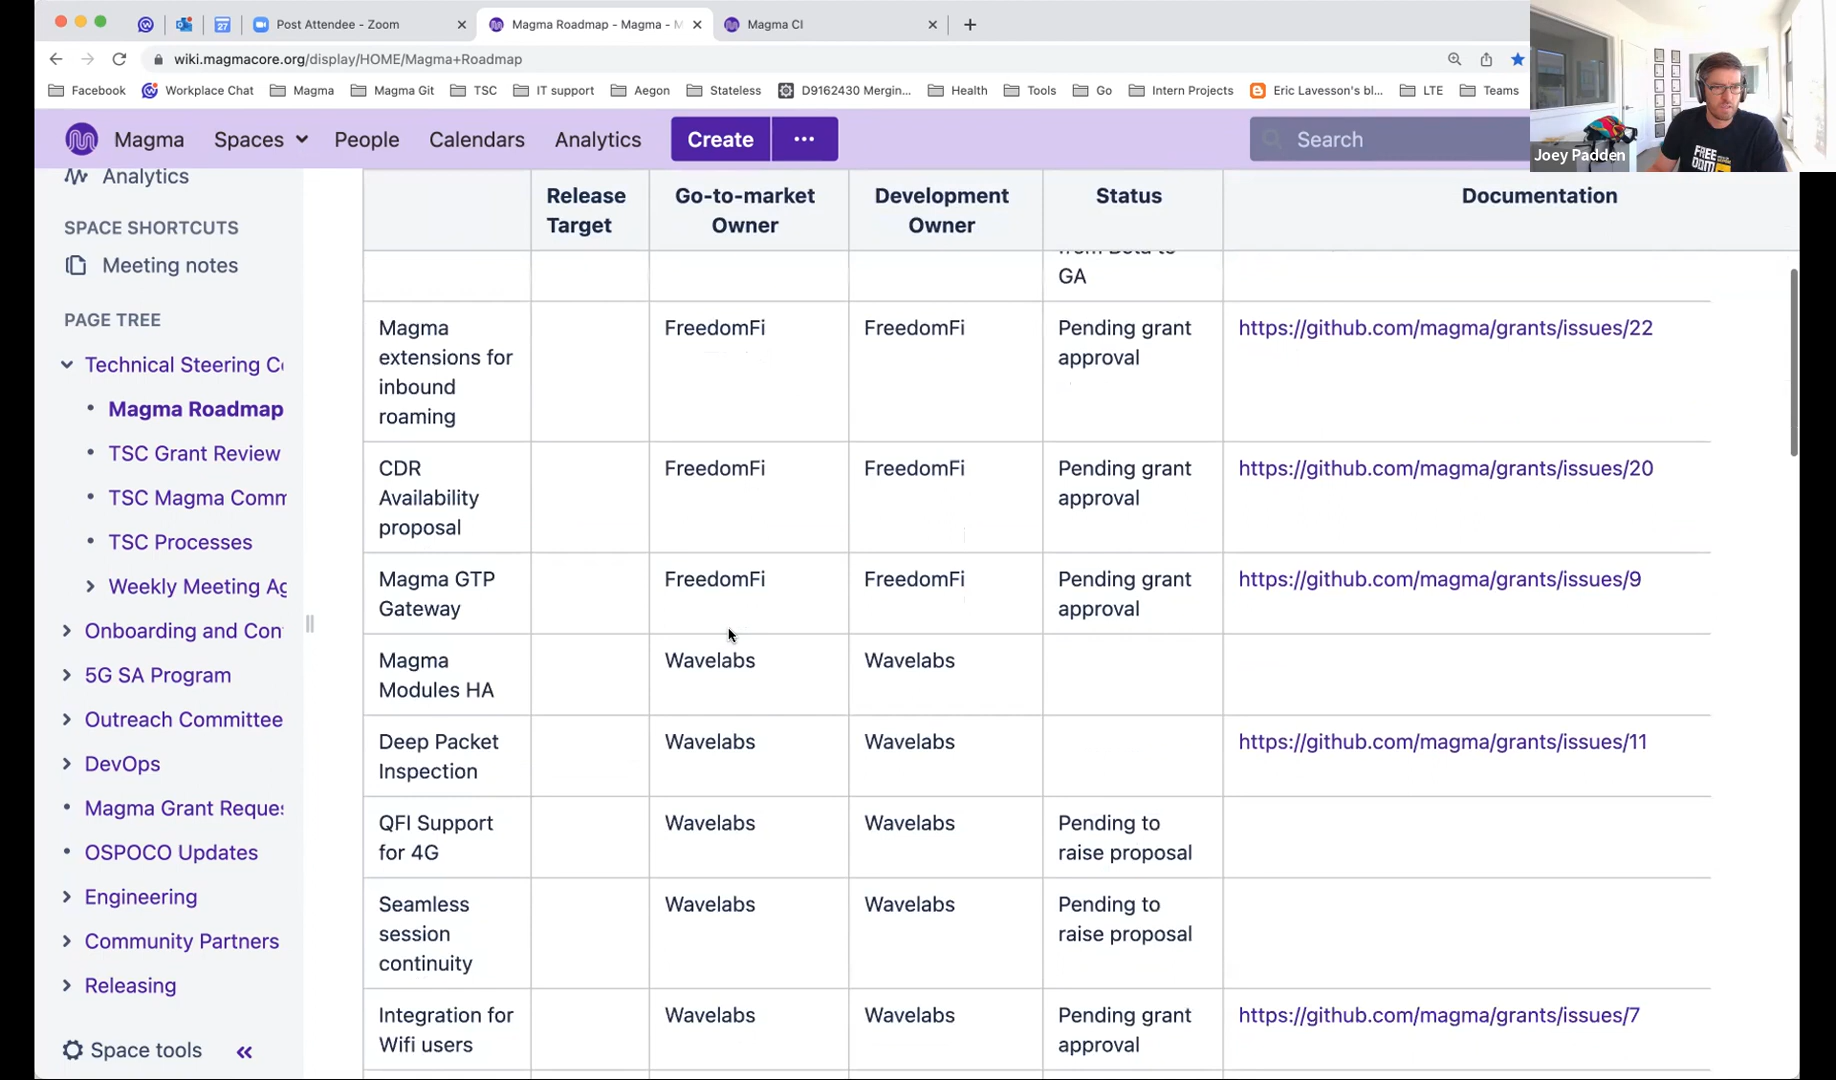 Post Attendee - Zoom
Magma Roadmap - Magma - M
Magma CI
wiki.magmacore.org/display/HOME/Magma+Roadmap
Facebook
Workplace Chat
Magma
Magma Git
TSC
IT support
Aegon
Stateless
D9162430 Mergin...
Health
Tools
Go
Intern Projects
Eric Lavesson's bl...
LTE
Teams
Joey Padden
FREE
DOM
Magma
Spaces
People
Calendars
Analytics
Create
Search
Analytics
SPACE SHORTCUTS
Meeting notes
PAGE TREE
Technical Steering Co
Magma Roadmap
TSC Grant Review
TSC Magma Comm
TSC Processes
Weekly Meeting Ag
Onboarding and Con
5G SA Program
Outreach Committee
DevOps
Magma Grant Reques
OSPOCO Updates
Engineering
Community Partners
Releasing
Space tools
Release
Target
Go-to-market
Owner
Development
Owner
Status
Documentation
from Beta to
GA
Magma
extensions for
inbound
roaming
FreedomFi
FreedomFi
Pending grant
approval
https://github.com/magma/grants/issues/22
CDR
Availability
proposal
FreedomFi
FreedomFi
Pending grant
approval
https://github.com/magma/grants/issues/20
Magma GTP
Gateway
FreedomFi
FreedomFi
Pending grant
approval
https://github.com/magma/grants/issues/9
Magma
Modules HA
Wavelabs
Wavelabs
Deep Packet
Inspection
Wavelabs
Wavelabs
https://github.com/magma/grants/issues/11
QFI Support
for 4G
Wavelabs
Wavelabs
Pending to
raise proposal
Seamless
session
continuity
Wavelabs
Wavelabs
Pending to
raise proposal
Integration for
Wifi users
Wavelabs
Wavelabs
Pending grant
approval
https://github.com/magma/grants/issues/7